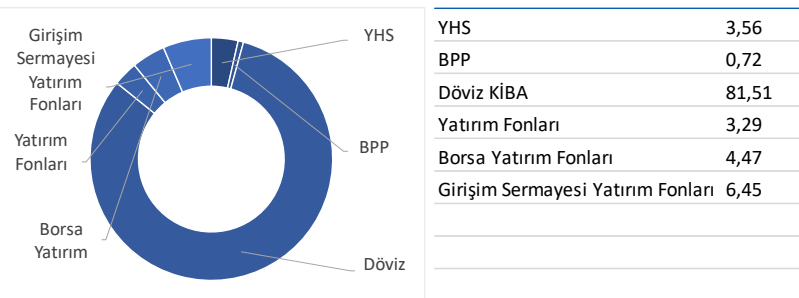 Girişim
Sermayesi
Yatırım
Fonları
Yatırım
Fonları
Borsa
Yatırım
YHS
BPP
Döviz
YHS 3,56
BPP 0,72
Döviz KİBA 81,51
Yatırım Fonları 3,29
Borsa Yatırım Fonları 4,47
Girişim Sermayesi Yatırım Fonları 6,45